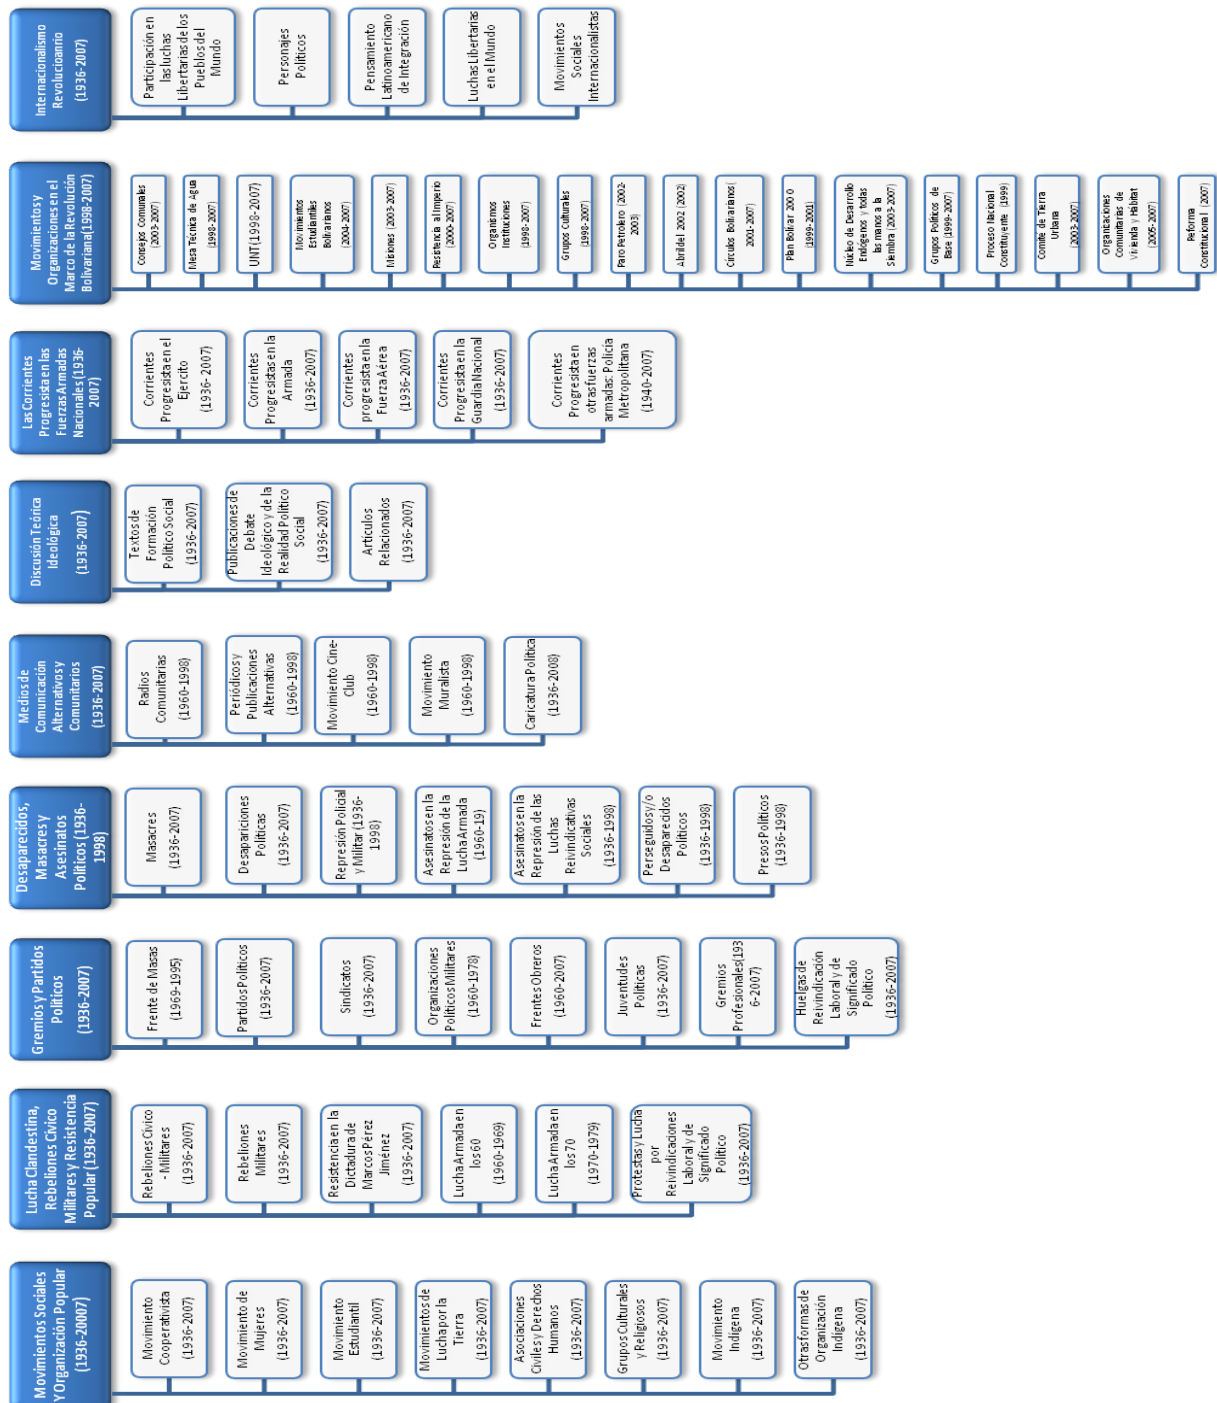 Movimientos Sociales
Y Organización Popular
(1936-20007)
Movimiento
Cooperativista
(1936-2007)
Movimiento de
Mujeres
(1936-2007)
Movimiento
Estudiantil
(1936-2007)
Movimientos de
Lucha por la
Tierra
(1936-2007)
Asociaciones
Civiles y Derechos
Humanos
(1936-2007)
Grupos Culturales
y Religiosos
(1936-2007)
Movimiento
Indígena
(1936-2007)
Otras formas de
Organización
Indígena
(1936-2007)
Lucha Clandestina,
Rebeliones Cívico
Militares y Resistencia
Popular (1936-2007)
Rebeliones Cívico
- Militares
(1936-2007)
Rebeliones
Militares
(1936-2007)
Resistencia en la
Dictadura de
Marcos Pérez
Jiménez
(1936-2007)
Lucha Armada en
los 60
(1960-1969)
Lucha Armada en
los 70
(1970-1979)
Protestas y Lucha
por
Reivindicaciones
Laboral y de
Significado
Político
(1936-2007)
Gremios y Partidos
Políticos
(1936-2007)
Frente de Masas
(1969-1995)
Partidos Políticos
(1936-2007)
Sindicatos
(1936-2007)
Organizaciones
Políticos Militares
(1960-1978)
Frentes Obreros
(1960-2007)
Juventudes
Políticas
(1936-2007)
Gremios
Profesionales(193
6-2007)
Huelgas de
Reivindicación
Laboral y de
Significado
Político
(1936-2007)
Desaparecidos,
Masacres y
Asesinatos
Políticos (1936-
1998)
Masacres
(1936-2007)
Desapariciones
Políticas
(1936-2007)
Represión Policial
y Militar (1936-
1998)
Asesinatos en la
Represión de la
Lucha Armada
(1960-19)
Asesinatos en la
Represión de las
Luchas
Reivindicativas
Sociales
(1936-1998)
Perseguidos y/o
Desaparecidos
Políticos
(1936-1998)
Presos Políticos
(1936-1998)
Medios de
Comunicación
Alternativos y
Comunitarios
(1936-2007)
Radios
Comunitarias
(1960-1998)
Periódicos y
Publicaciones
Alternativas
(1960-1998)
Movimiento Cine-
Club
(1960-1998)
Movimiento
Muralista
(1960-1998)
Caricatura Política
(1936-2008)
Discusión Teórica
Ideológica
(1936-2007)
Textos de
Formación
Político Social
(1936-2007)
Publicaciones de
Debate
Ideológico y de la
Realidad Político
Social
(1936-2007)
Artículos
Relacionados
(1936-2007)
Las Corrientes
Progresista en las
Fuerzas Armadas
Nacionales (1936-
2007)
Corrientes
Progresista en el
Ejercito
(1936- 2007)
Corrientes
Progresistas en la
Armada
(1936-2007)
Corrientes
progresista en la
Fuerza Aérea
(1936-2007)
Corrientes
Progresista en la
Guardia Nacional
(1936-2007)
Corrientes
Progresista en
otras fuerzas
armadas: Policía
Metropolitana
(1940-2007)
Movimientos y
Organizaciones en el
Marco de la Revolución
Bolivariana(1998-2007)
Consejos Comunales
(2003-2007)
Mesa Técnica de Agua
(1998-2007)
UNT (1998-2007)
Movimientos
Estudiantiles
Bolivarianos
(2004-2007)
Misiones (2003-2007)
Resistencia al Imperio
(2000-2007)
Organismos
Instituciones
(1998-2007)
Grupos Culturales
(1998-2007)
Paro Petrolero (2002-
2003)
Abril del 2002 (2002)
Círculos Bolivarianos(
2001-2007)
Plan Bolívar 2000
(1999-2001)
Núcleo de Desarrollo
Endógenos y todas
las manos a la
Siembra (2003-2007)
Grupos Políticos de
Base (1999-2007)
Proceso Nacional
Constituyente (1999)
Comité de Tierra
Urbana
(2003-2007)
Organizaciones
Comunitarias de
Vivienda y Hábitat
(2005-2007)
Reforma
Constitucional (2007)
Internacionalismo
Revolucioanrio
(1936-2007)
Participación en
las luchas
Libertarias de los
Pueblos del
Mundo
Personajes
Políticos
Pensamiento
Latinoamericano
de Integración
Luchas Libertarias
en el Mundo
Movimientos
Sociales
Internacionalistas